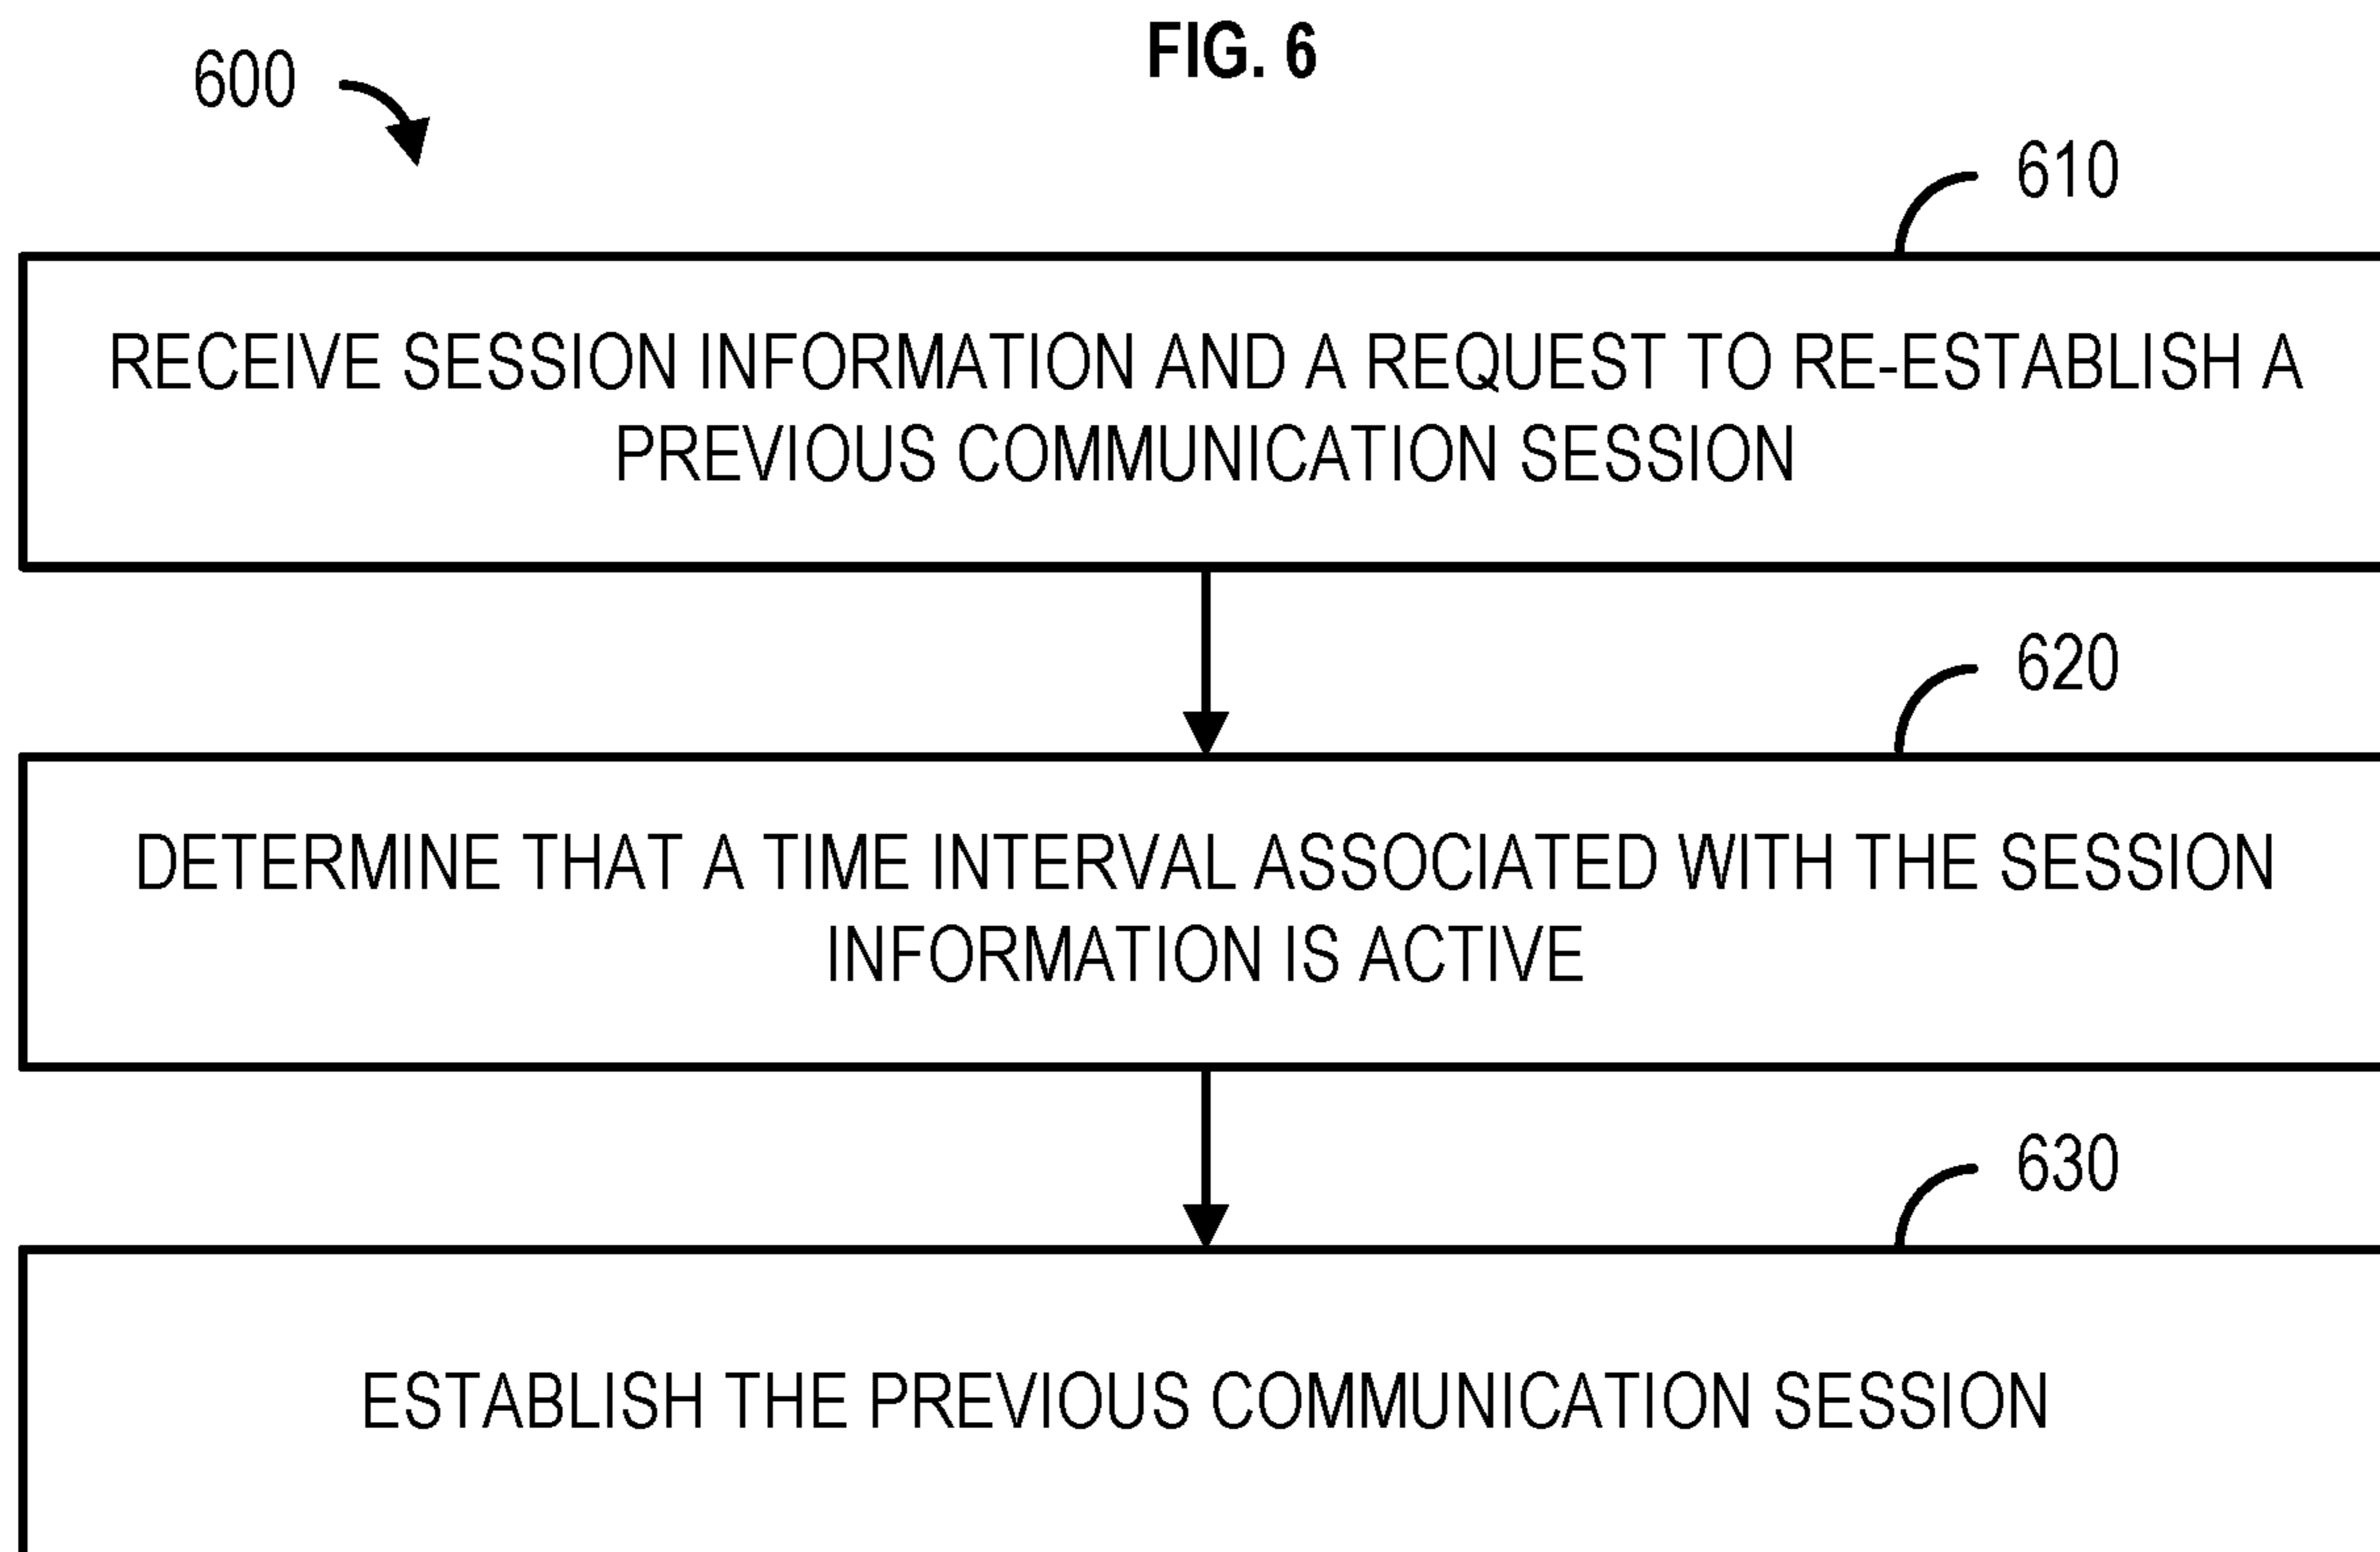 FIG. 6
600
610
RECEIVE SESSION INFORMATION AND A REQUEST TO RE-ESTABLISH A
PREVIOUS COMMUNICATION SESSION
620
DETERMINE THAT A TIME INTERVAL ASSOCIATED WITH THE SESSION
INFORMATION IS ACTIVE
630
ESTABLISH THE PREVIOUS COMMUNICATION SESSION